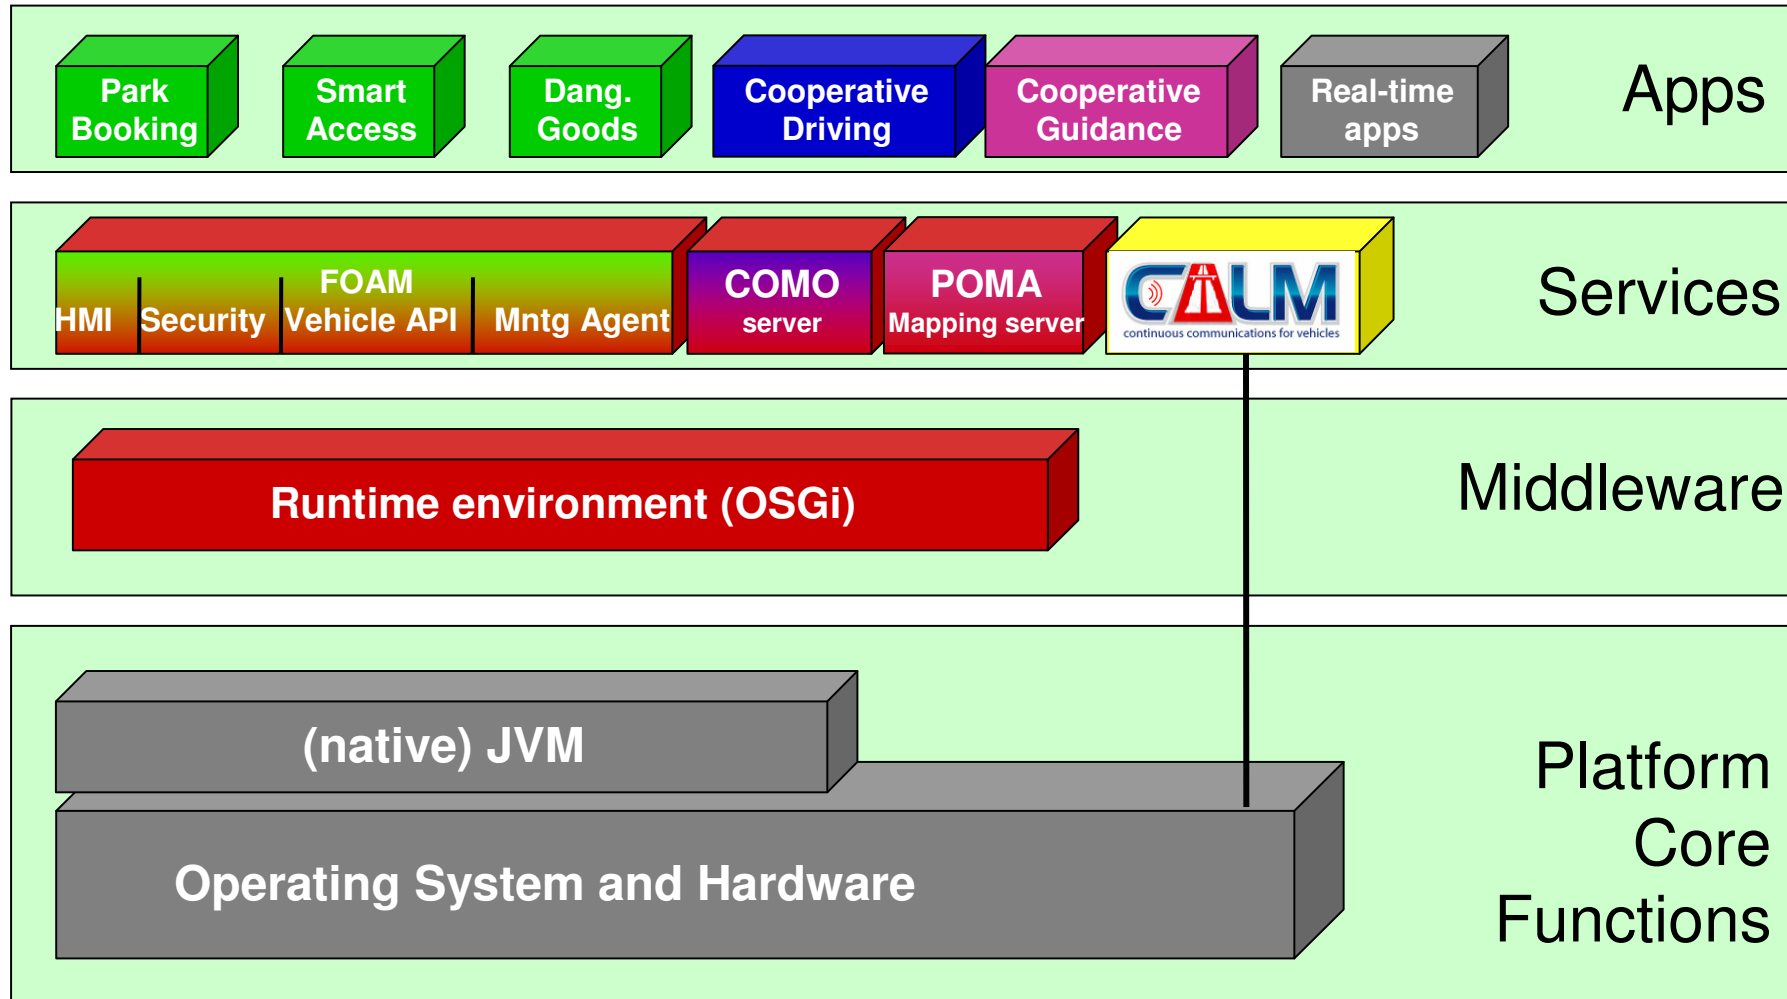 Park
Booking
Smart
Access
Dang.
Goods
Cooperative
Driving
Cooperative
Guidance
Real-time
apps
Apps
FOAM
HMI
Security
Vehicle API
Mntg Agent
COMO
server
POMA
Mapping server
CALM
continuous communications for vehicles
Services
Runtime environment (OSGi)
Middleware
(native) JVM
Operating System and Hardware
Platform
Core
Functions